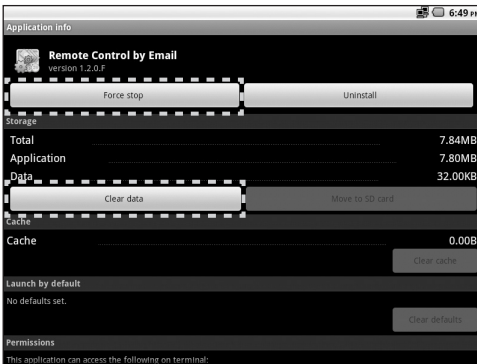 6:49 PM
Application info
Remote Control by Email
version 1.2.0.F
Force stop
Uninstall
Storage
Total 7.84MB
Application 7.80MB
Data 32.00KB
Clear data
Move to SD card
Cache
Cache 0.00B
Clear cache
Launch by default
No defaults set.
Clear defaults
Permissions
This application can access the following on terminal: